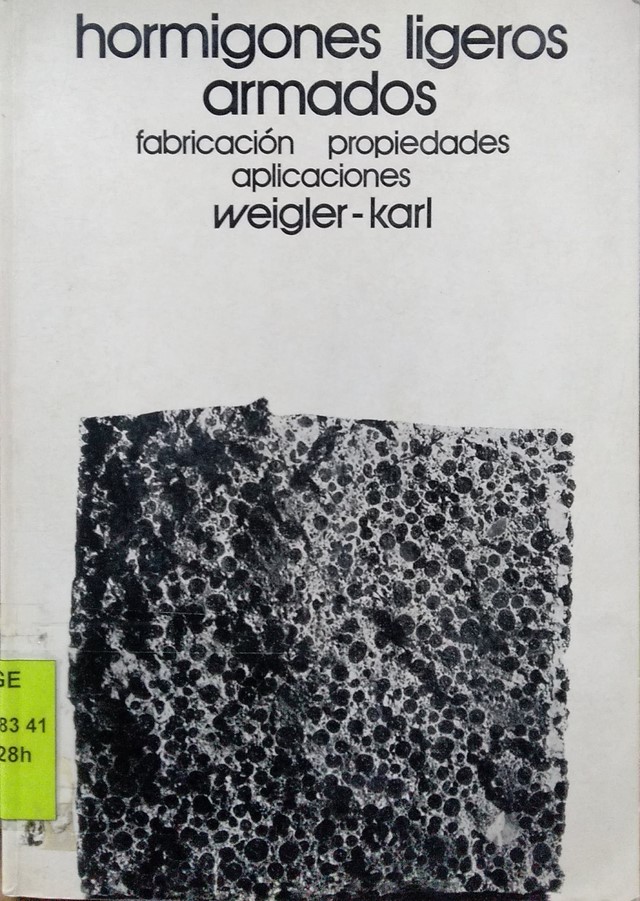 hormigones ligeros
armados
fabricación propiedades
aplicaciones
weigler-karl
GE
83 41
28h